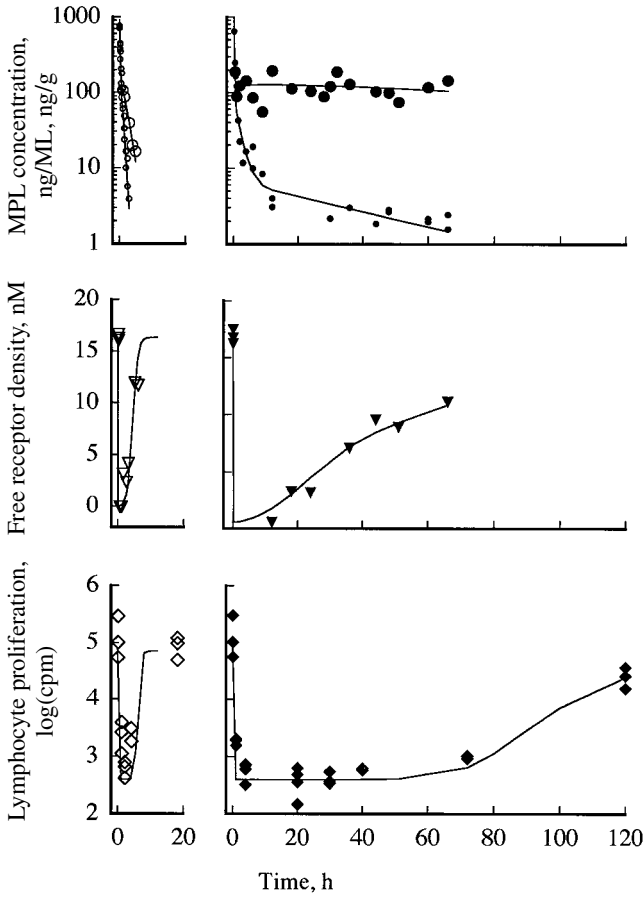 MPL concentration,
ng/ML, ng/g
1000
100
10
1
Free receptor density, nM
20
15
10
5
0
Lymphocyte proliferation,
log(cpm)
6
5
4
3
2
0 20
0 20 40 60 80 100 120
Time, h